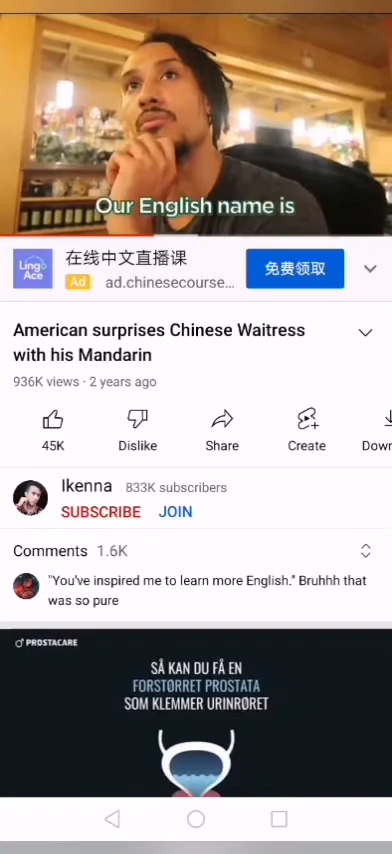 Our English name is
Ling
Ace
在线中文直播课
Ad ad.chinesecourse...
免费领取
American surprises Chinese Waitress
with his Mandarin
936K views · 2 years ago
45K
Dislike
Share
Create
Down
Ikenna 833K subscribers
SUBSCRIBE JOIN
Comments 1.6K
"You've inspired me to learn more English." Bruhhh that
was so pure
PROSTACARE
SÅ KAN DU FÅ EN
FORSTØRRET PROSTATA
SOM KLEMMER URINRØRET